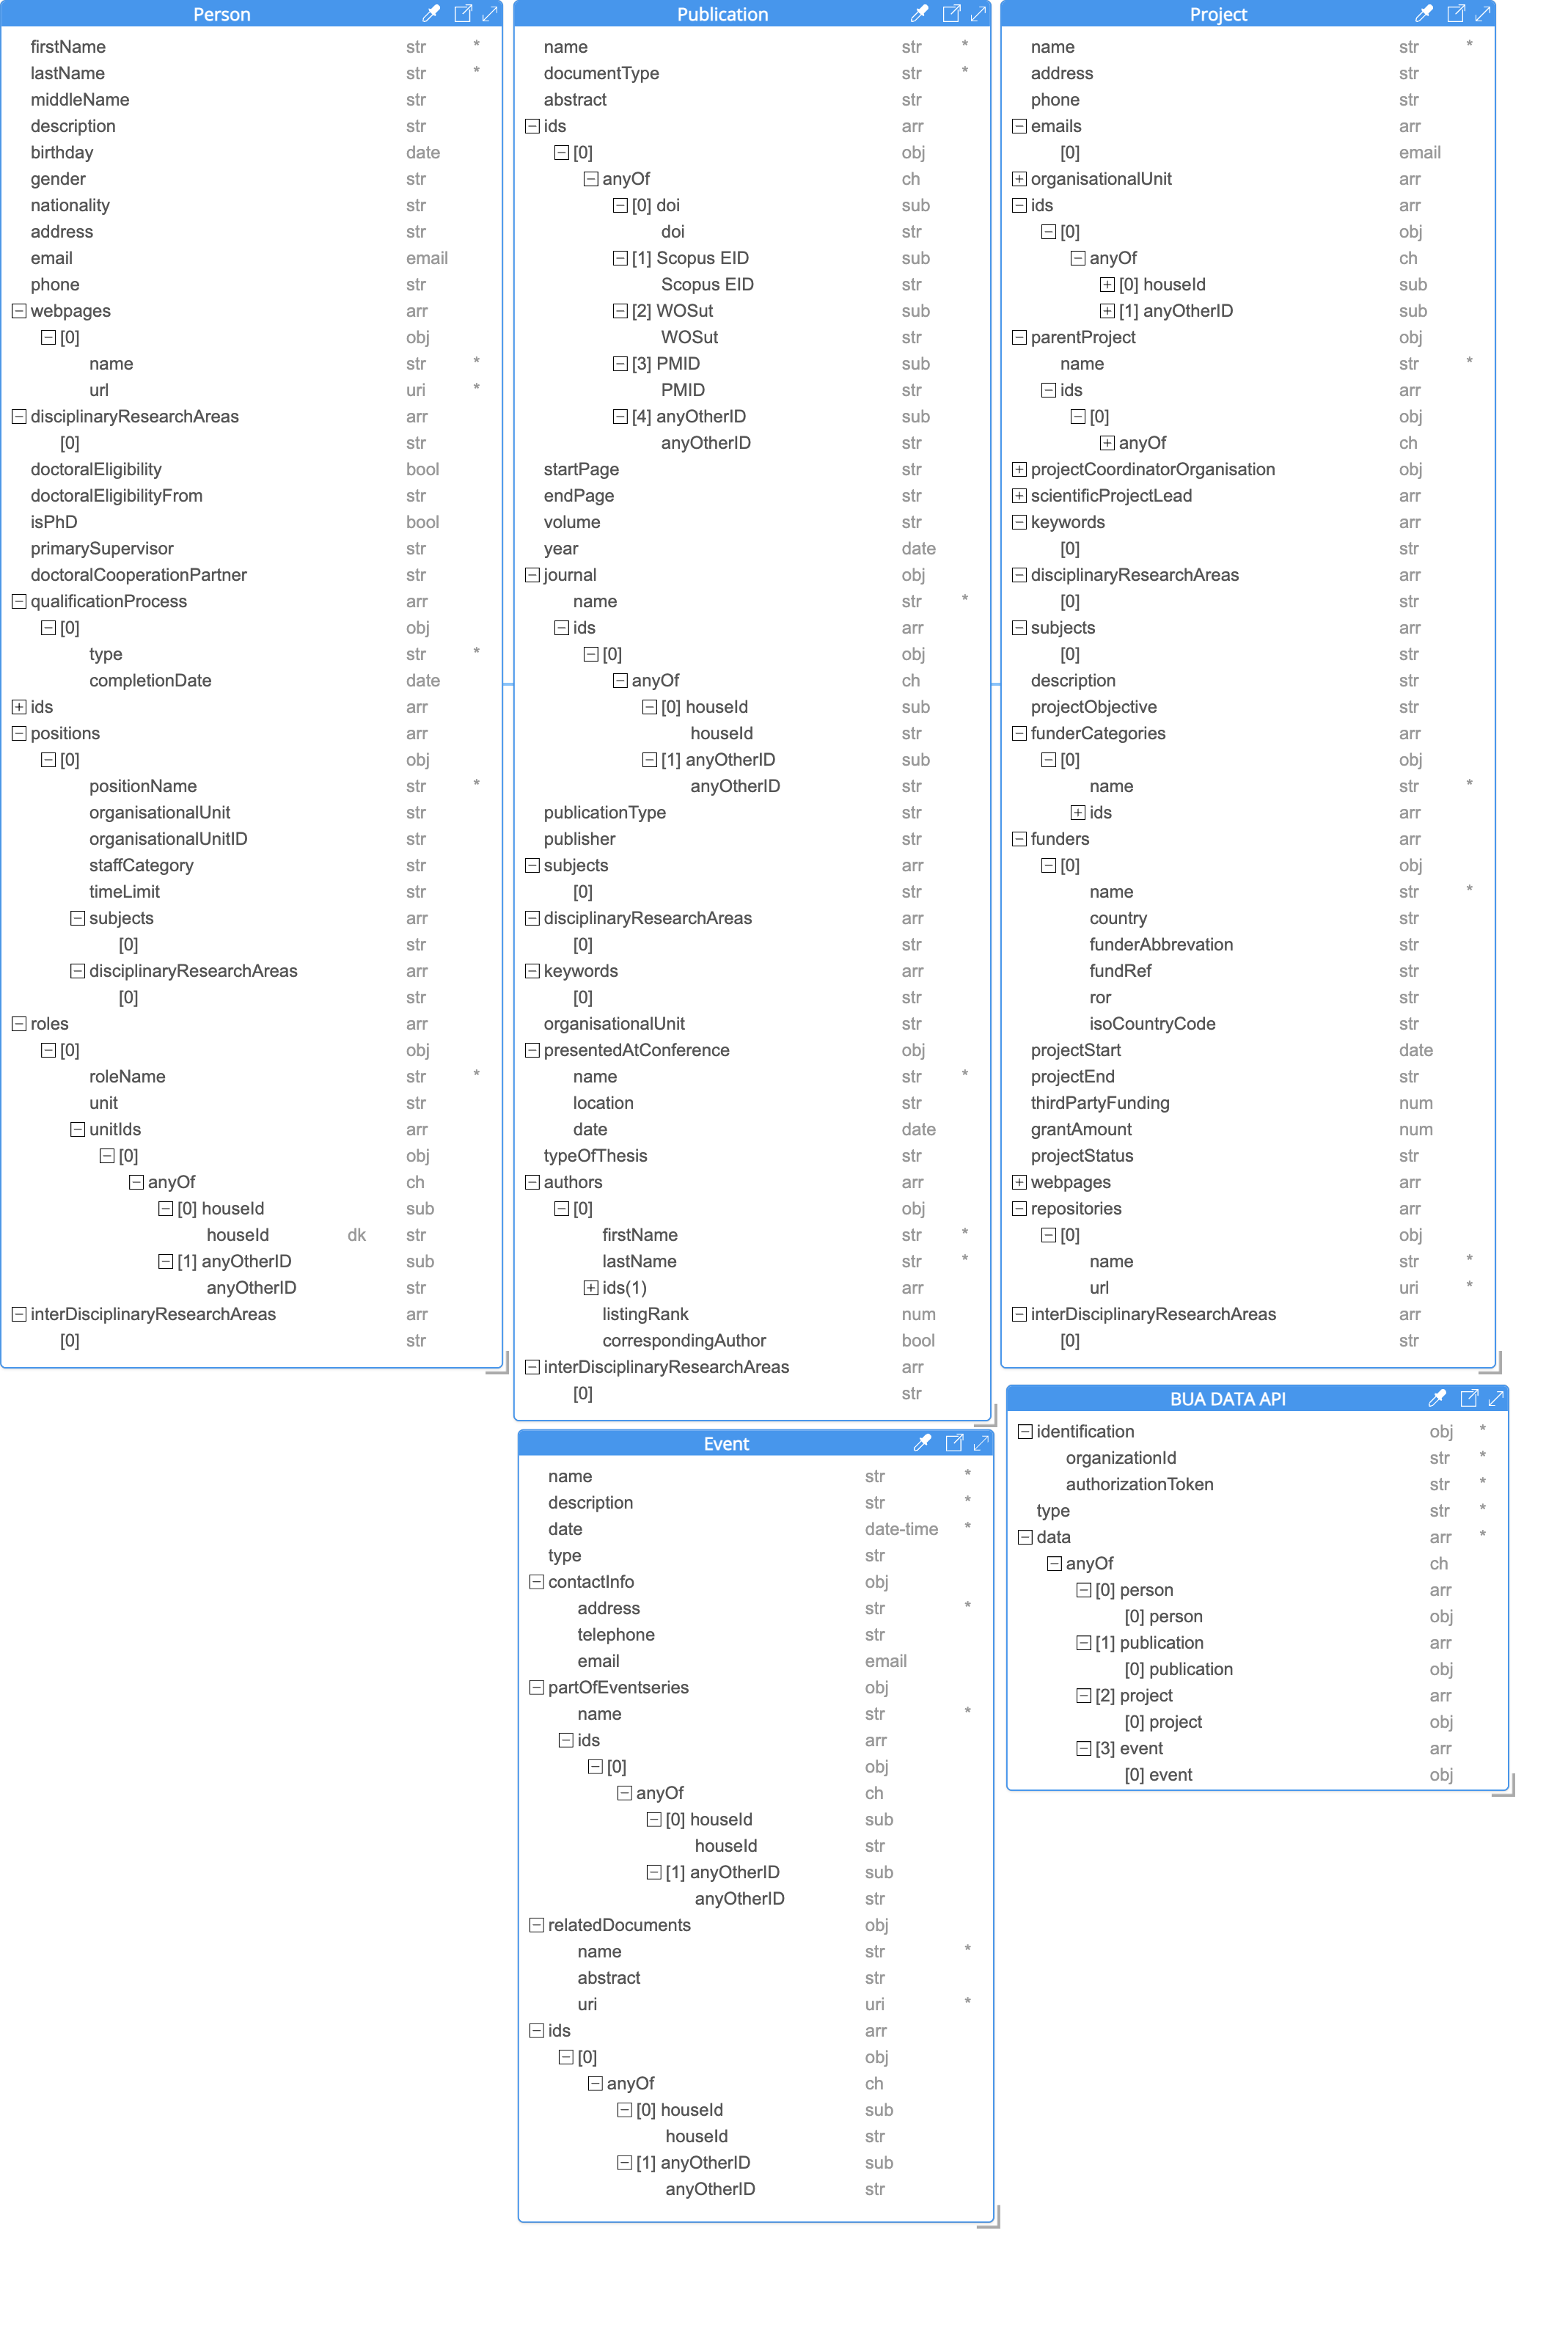 Person
firstName str *
lastName str *
middleName str
description str
birthday date
gender str
nationality str
address str
email email
phone str
webpages arr
[0] obj
name str *
url uri *
disciplinaryResearchAreas arr
[0] str
doctoralEligibility bool
doctoralEligibilityFrom str
isPhD bool
primarySupervisor str
doctoralCooperationPartner str
qualificationProcess arr
[0] obj
type str *
completionDate date
ids arr
positions arr
[0] obj
positionName str *
organisationalUnit str
organisationalUnitID str
staffCategory str
timeLimit str
subjects arr
[0] str
disciplinaryResearchAreas arr
[0] str
roles arr
[0] obj
roleName str *
unit str
unitIds arr
[0] obj
anyOf ch
[0] houseId sub
houseId dk str
[1] anyOtherID sub
anyOtherID str
interDisciplinaryResearchAreas arr
[0] str
Publication
name str *
documentType str *
abstract str
ids arr
[0] obj
anyOf ch
[0] doi sub
doi str
[1] Scopus EID sub
Scopus EID str
[2] WOSut sub
WOSut str
[3] PMID sub
PMID str
[4] anyOtherID sub
anyOtherID str
startPage str
endPage str
volume str
year date
journal obj
name str *
ids arr
[0] obj
anyOf ch
[0] houseId sub
houseId str
[1] anyOtherID sub
anyOtherID str
publicationType str
publisher str
subjects arr
[0] str
disciplinaryResearchAreas arr
[0] str
keywords arr
[0] str
organisationalUnit str
presentedAtConference obj
name str *
location str
date date
typeOfThesis str
authors arr
[0] obj
firstName str *
lastName str *
ids(1) arr
listingRank num
correspondingAuthor bool
interDisciplinaryResearchAreas arr
[0] str
Project
name str *
address str
phone str
emails arr
[0] email
organisationalUnit arr
ids arr
[0] obj
anyOf ch
[0] houseId sub
[1] anyOtherID sub
parentProject obj
name str *
ids arr
[0] obj
anyOf ch
projectCoordinatorOrganisation obj
scientificProjectLead arr
keywords arr
[0] str
disciplinaryResearchAreas arr
[0] str
subjects arr
[0] str
description str
projectObjective str
funderCategories arr
[0] obj
name str *
ids arr
funders arr
[0] obj
name str *
country str
funderAbbrevation str
fundRef str
ror str
isoCountryCode str
projectStart date
projectEnd str
thirdPartyFunding num
grantAmount num
projectStatus str
webpages arr
repositories arr
[0] obj
name str *
url uri *
interDisciplinaryResearchAreas arr
[0] str
Event
name str *
description str *
date date-time *
type str
contactInfo obj
address str *
telephone str
email email
partOfEventseries obj
name str *
ids arr
[0] obj
anyOf ch
[0] houseId sub
houseId str
[1] anyOtherID sub
anyOtherID str
relatedDocuments obj
name str *
abstract str
uri uri *
ids arr
[0] obj
anyOf ch
[0] houseId sub
houseId str
[1] anyOtherID sub
anyOtherID str
BUA DATA API
identification obj *
organizationId str *
authorizationToken str *
type str *
data arr *
anyOf ch
[0] person arr
[0] person obj
[1] publication arr
[0] publication obj
[2] project arr
[0] project obj
[3] event arr
[0] event obj